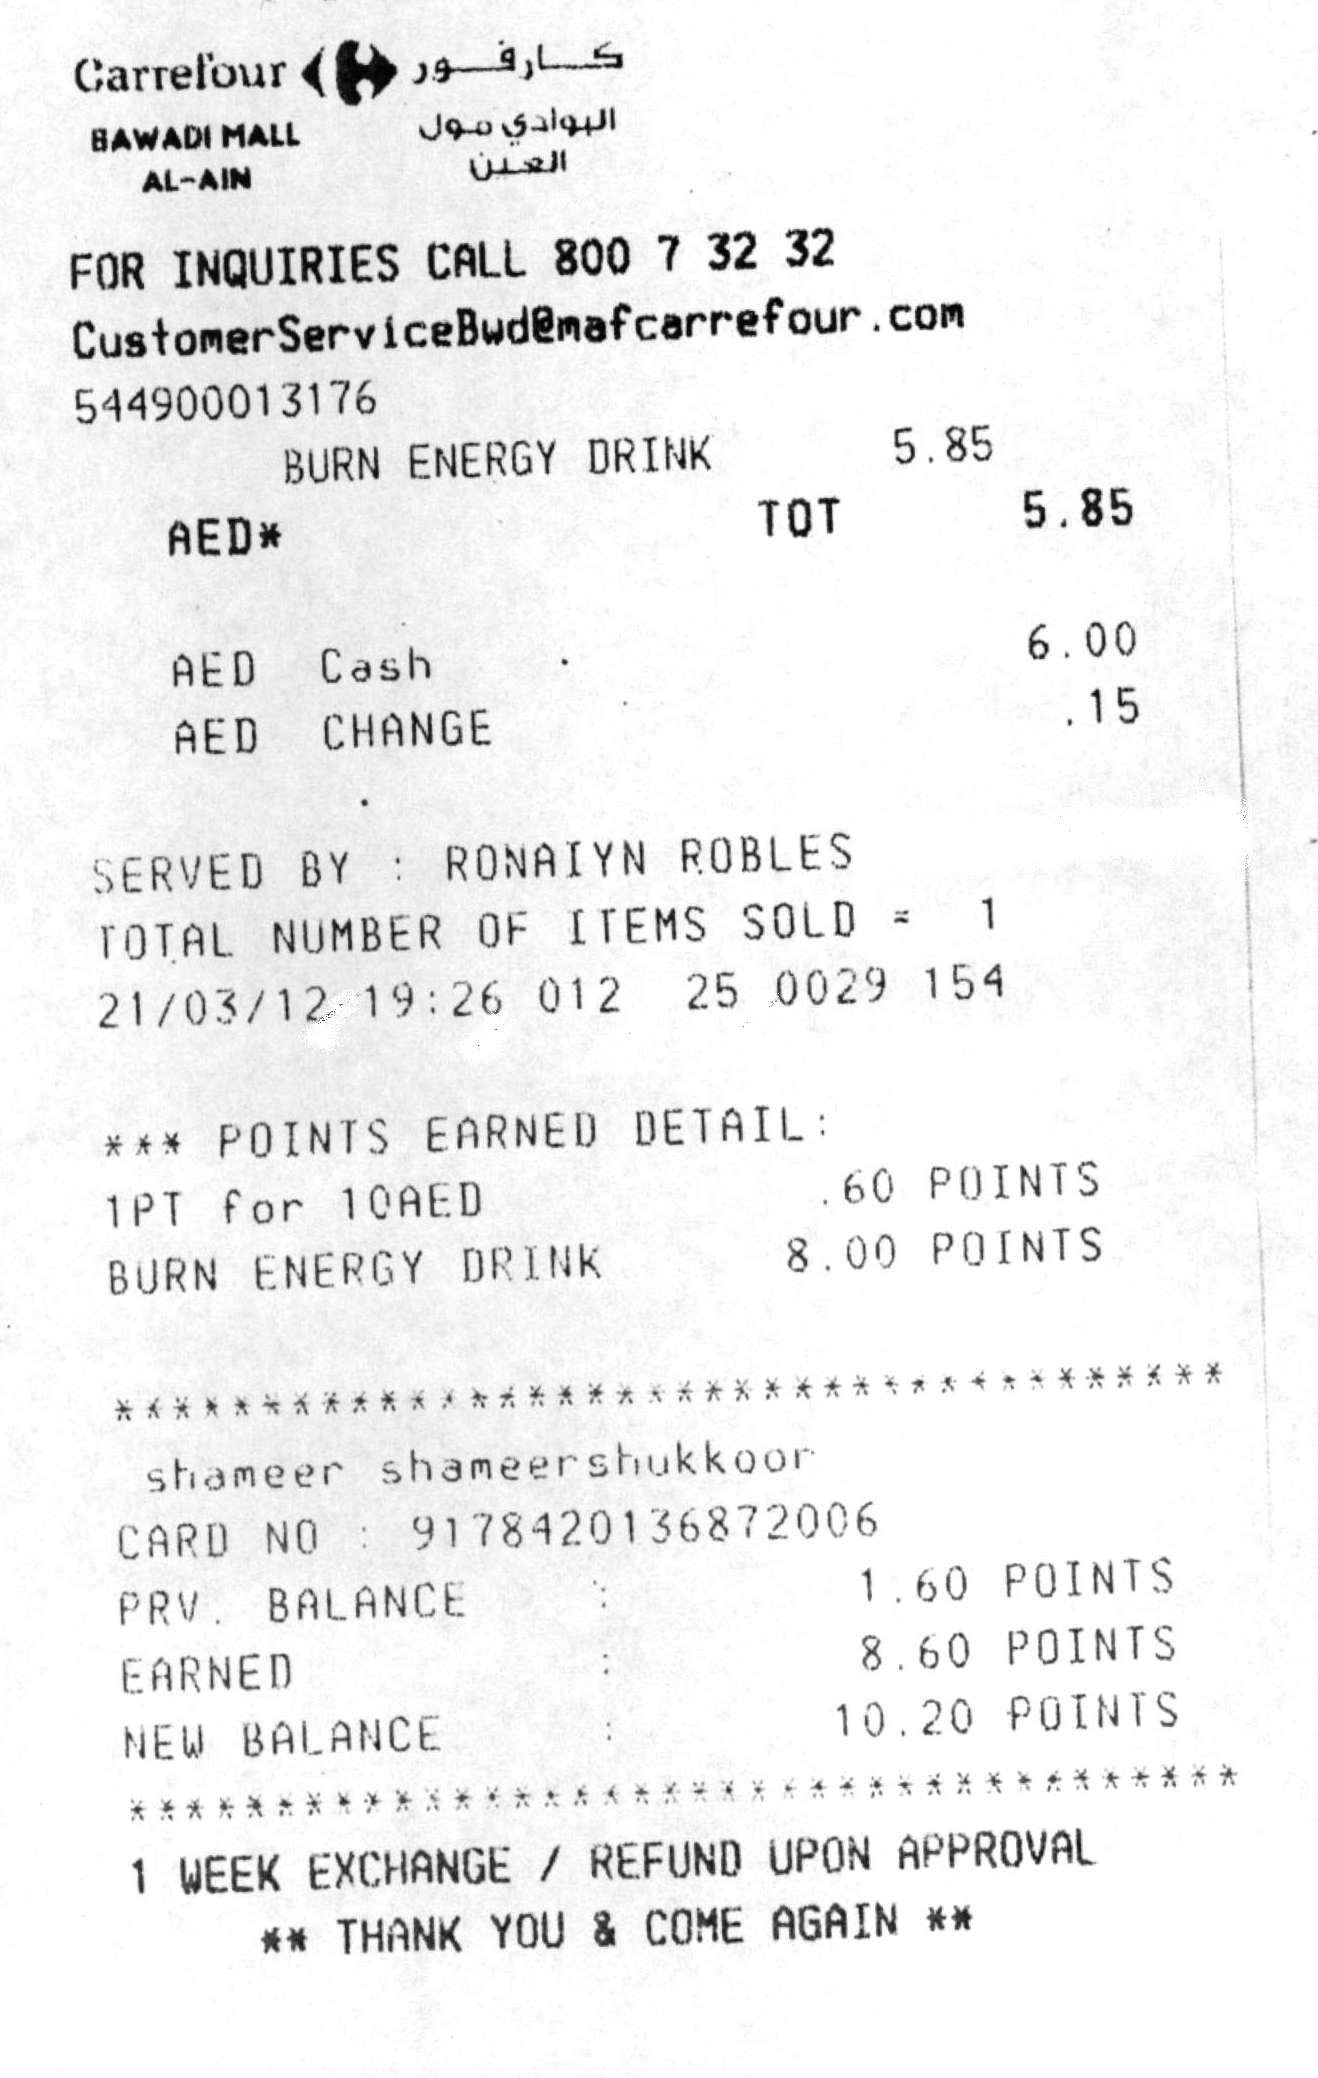 Carrefour كارفور
BAWADI MALL البوادي مول
AL-AIN العين
FOR INQUIRIES CALL 800 7 32 32
CustomerServiceBwd@mafcarrefour.com
544900013176
BURN ENERGY DRINK 5.85
AED* TOT 5.85
AED Cash 6.00
AED CHANGE .15
SERVED BY : RONAIYN ROBLES
TOTAL NUMBER OF ITEMS SOLD = 1
21/03/12 19:26 012 25 0029 154
*** POINTS EARNED DETAIL:
1PT for 10AED .60 POINTS
BURN ENERGY DRINK 8.00 POINTS
**************************************
shameer shameershukkoor
CARD NO : 9178420136872006
PRV. BALANCE : 1.60 POINTS
EARNED : 8.60 POINTS
NEW BALANCE : 10.20 POINTS
**************************************
1 WEEK EXCHANGE / REFUND UPON APPROVAL
** THANK YOU & COME AGAIN **